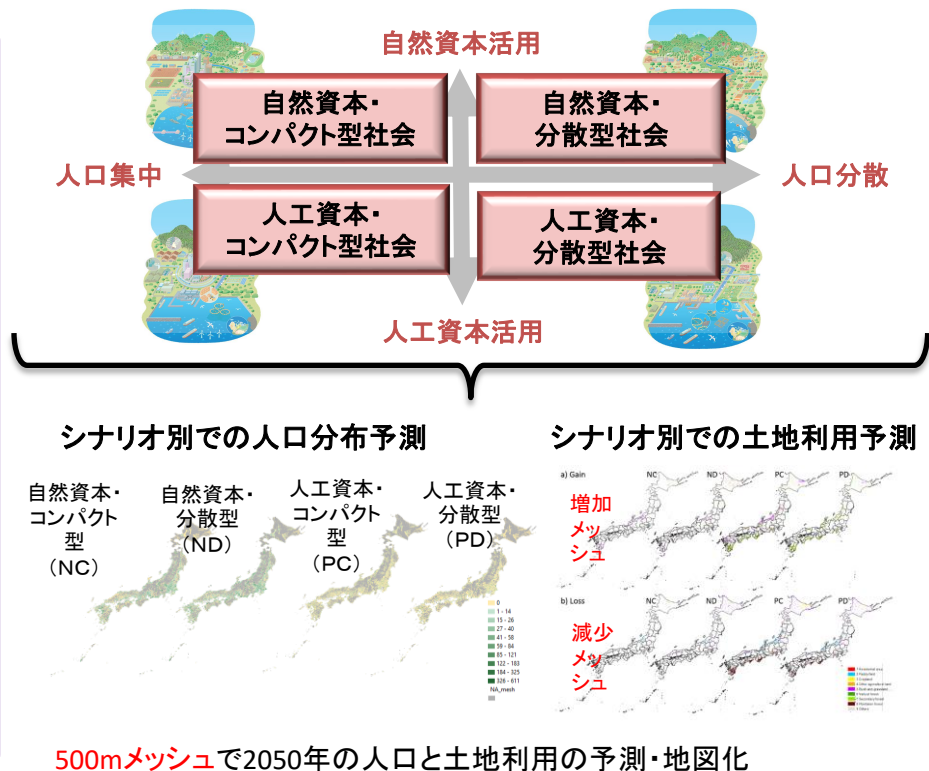 自然資本活用
自然資本・
コンパクト型社会
自然資本・
分散型社会
人口集中
人口分散
人工資本・
コンパクト型社会
人工資本・
分散型社会
人工資本活用
シナリオ別での人口分布予測
シナリオ別での土地利用予測
自然資本・
コンパクト
型
（NC）
自然資本・
分散型
（ND）
人工資本・
コンパクト
型
（PC）
人工資本・
分散型
（PD）
0
1 - 14
15 - 26
27 - 40
41 - 58
59 - 84
85 - 121
122 - 183
184 - 325
326 - 611
NA_mesh
a) Gain
NC
ND
PC
PD
増加
メッ
シュ
b) Loss
NC
ND
PC
PD
減少
メッ
シュ
500mメッシュで2050年の人口と土地利用の予測・地図化